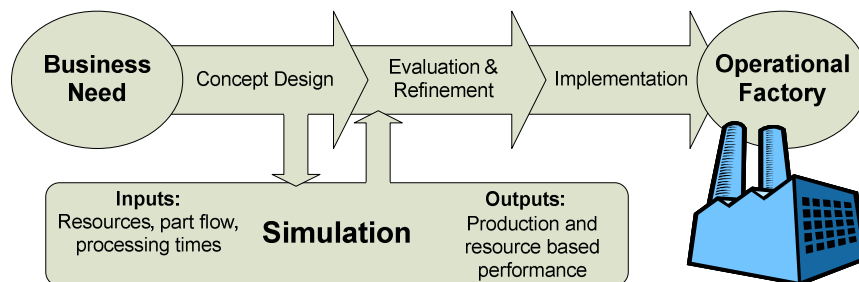 Business
Need
Concept Design
Evaluation &
Refinement
Implementation
Operational
Factory
Inputs:
Resources, part flow,
processing times
Simulation
Outputs:
Production and
resource based
performance